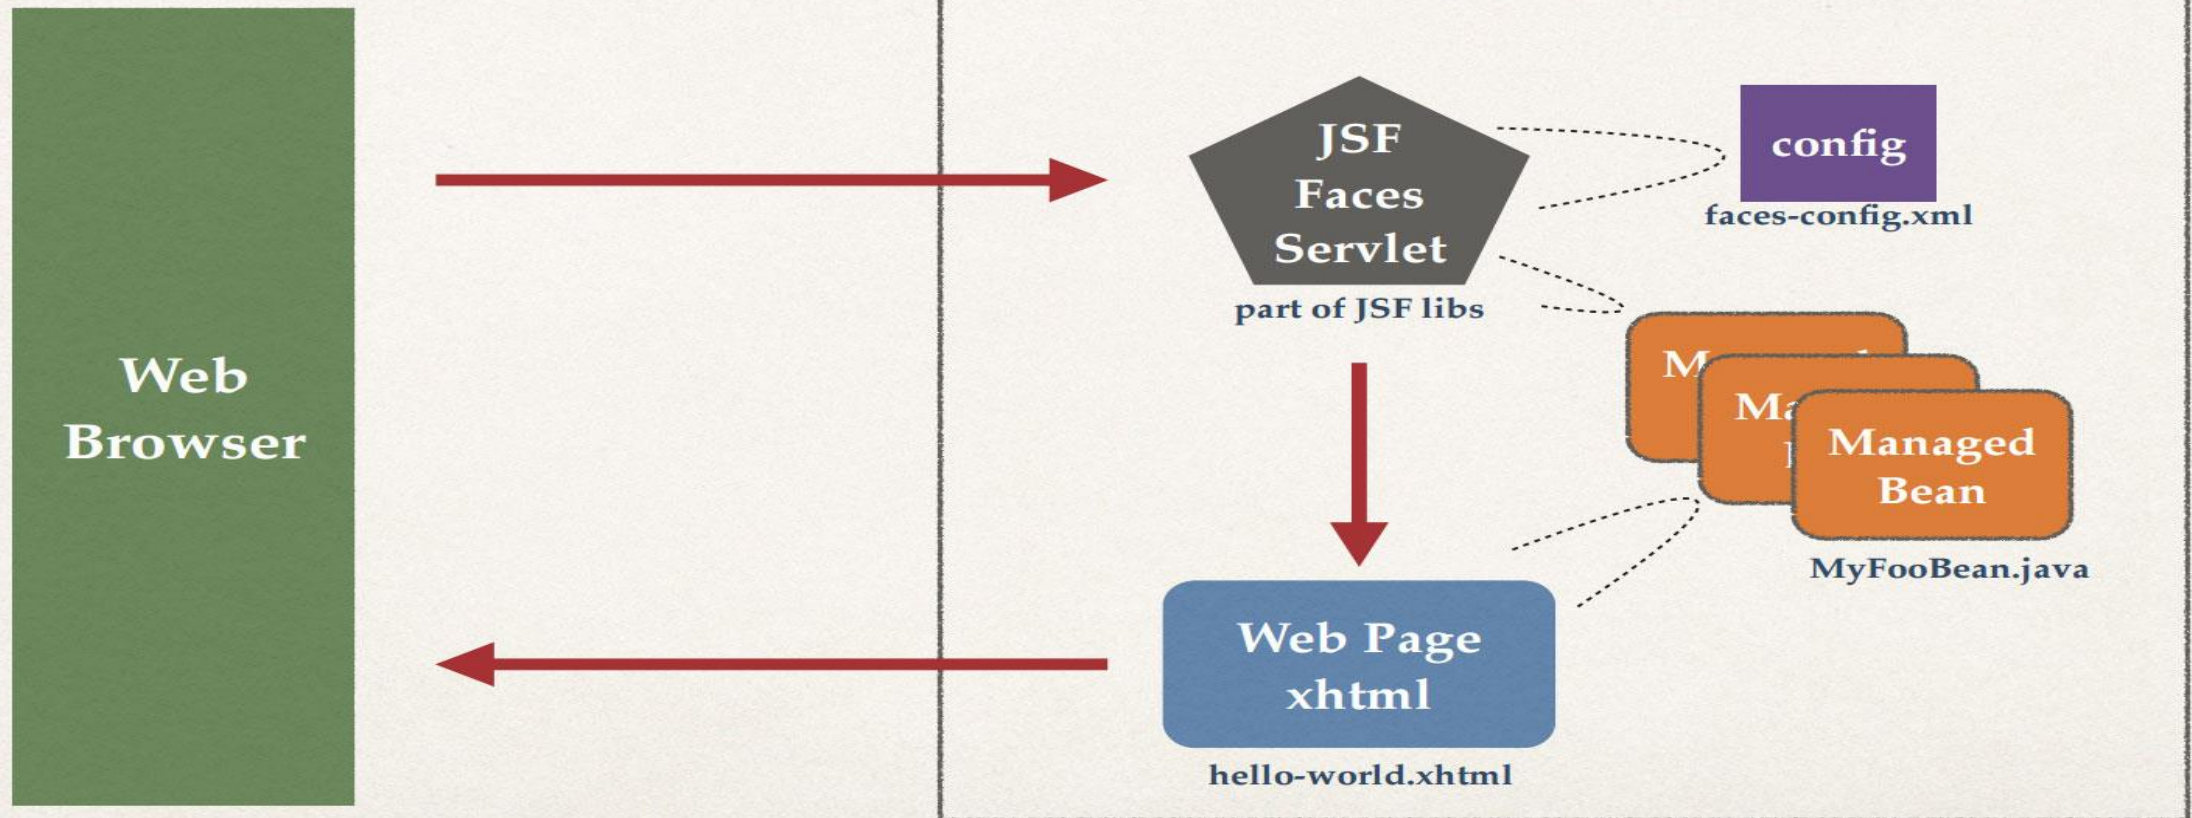 Web
Browser
JSF
Faces
Servlet
part of JSF libs
config
faces-config.xml
Managed
Bean
MyFooBean.java
Web Page
xhtml
hello-world.xhtml